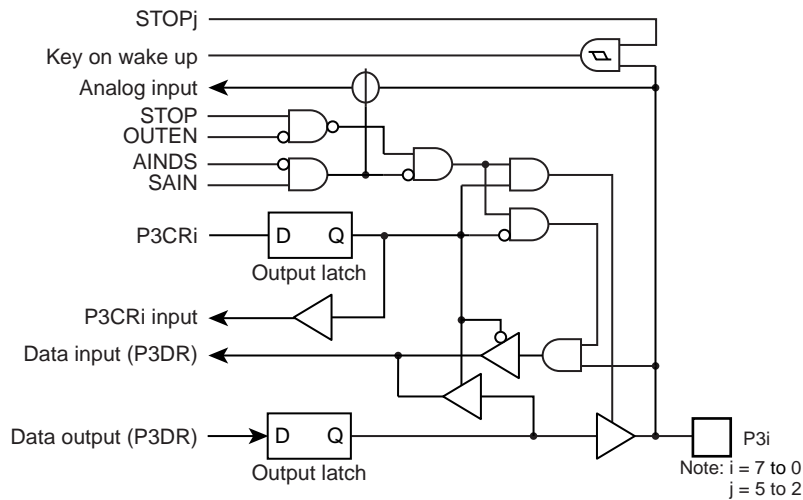 STOPj
Key on wake up
Analog input
STOP
OUTEN
AINDS
SAIN
P3CRi
D Q
Output latch
P3CRi input
Data input (P3DR)
Data output (P3DR)
D Q
Output latch
P3i
Note: i = 7 to 0
j = 5 to 2